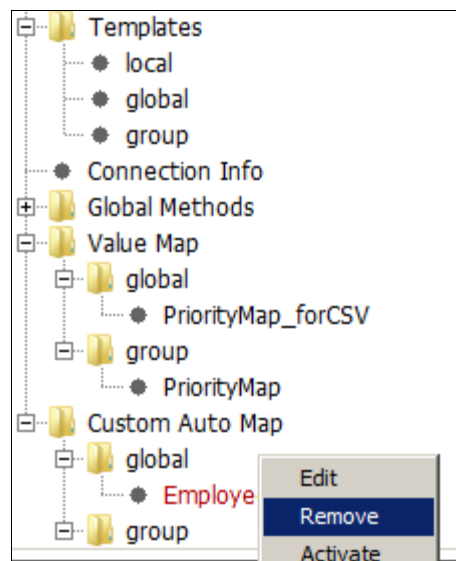 Templates
local
global
group
Connection Info
Global Methods
Value Map
global
PriorityMap_forCSV
group
PriorityMap
Custom Auto Map
global
Employe
group
Edit
Remove
Activate